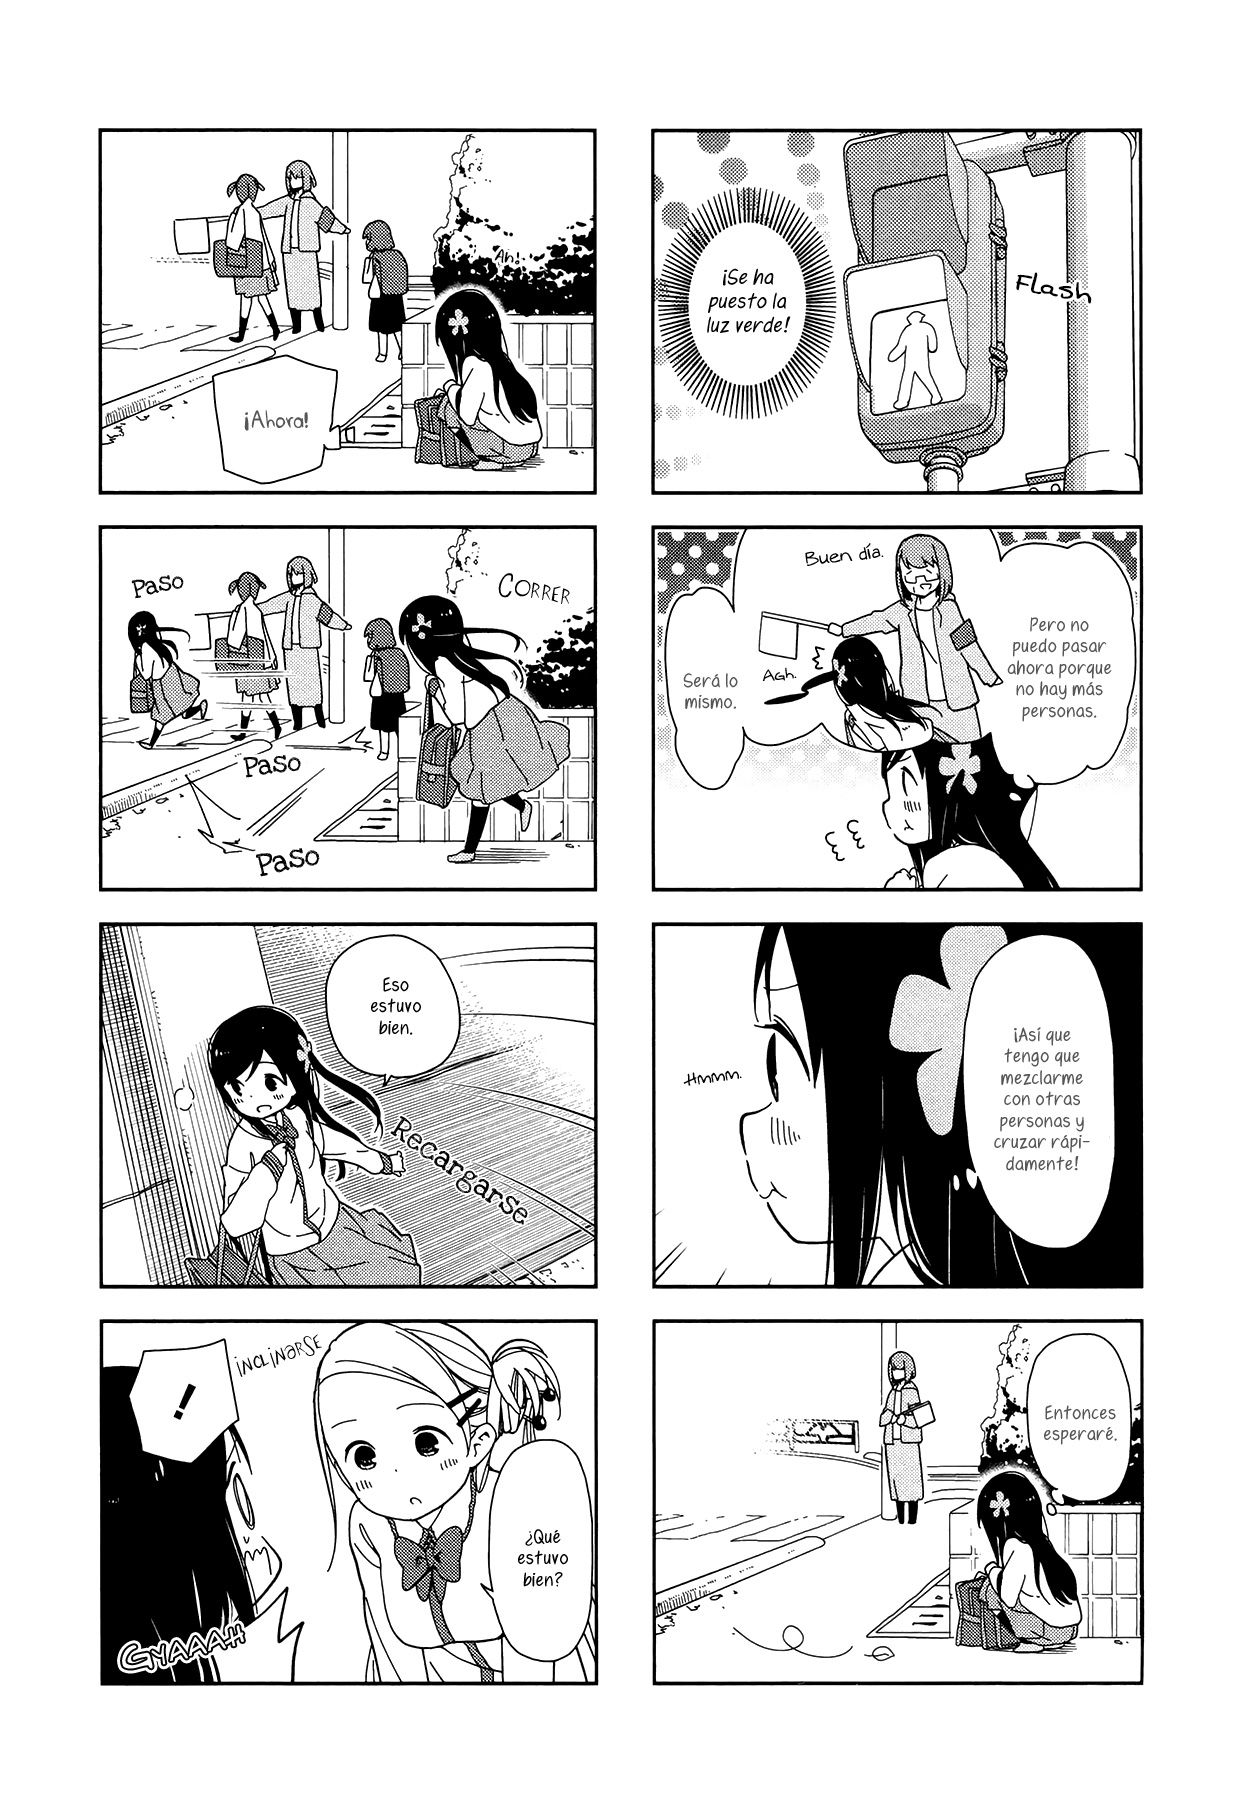 ¡Se ha
puesto la
luz verde!
Flash
Buen día.
Pero no
puedo pasar
ahora porque
no hay más
personas.
Agh.
Será lo
mismo.
¡Así que
tengo que
mezclarme
con otras
personas y
cruzar rápi-
damente!
Hmmm.
Entonces
esperaré.
Ah!
¡Ahora!
Correr
Paso
Paso
Paso
Eso
estuvo
bien.
Recargarse
inclinarse
!
¿Qué
estuvo
bien?
GYAAAH